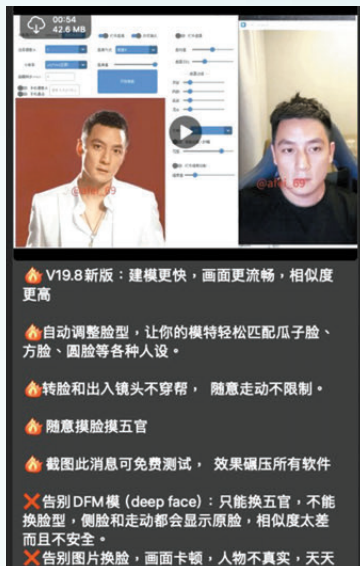 00:54
42.6 MB
@aiai_69
@aiai_69
V19.8新版：建模更快，画面更流畅，相似度
更高
自动调整脸型，让你的模特轻松匹配瓜子脸、
方脸、圆脸等各种人设。
转脸和出入镜头不穿帮， 随意走动不限制。
随意摸脸摸五官
截图此消息可免费测试， 效果碾压所有软件
告别DFM模（deep face）：只能换五官，不能
换脸型，侧脸和走动都会显示原脸，相似度太差
而且不安全。
告别图片换脸，画面卡顿，人物不真实，天天